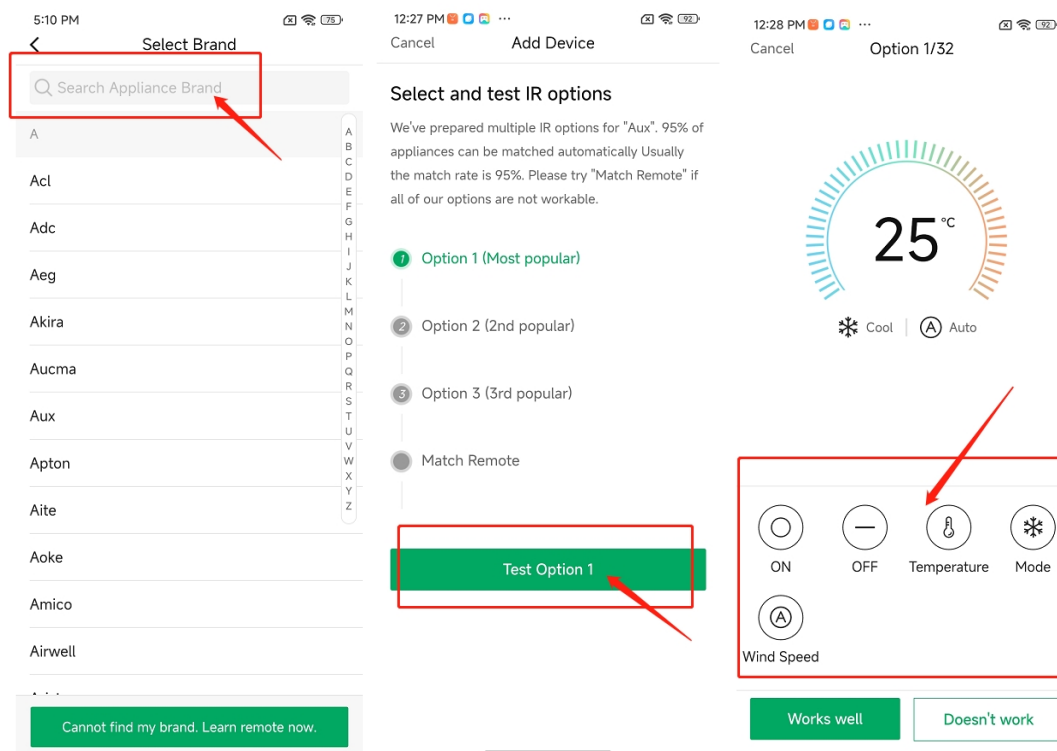 5:10 PM
75
Select Brand
Search Appliance Brand
A
Acl
Adc
Aeg
Akira
Aucma
Aux
Apton
Aite
Aoke
Amico
Airwell
A
B
C
D
E
F
G
H
I
J
K
L
M
N
O
P
Q
R
S
T
U
V
W
X
Y
Z
Cannot find my brand. Learn remote now.
12:27 PM
92
Cancel
Add Device
Select and test IR options
We've prepared multiple IR options for "Aux". 95% of
appliances can be matched automatically Usually
the match rate is 95%. Please try "Match Remote" if
all of our options are not workable.
1 Option 1 (Most popular)
2 Option 2 (2nd popular)
3 Option 3 (3rd popular)
Match Remote
Test Option 1
12:28 PM
92
Cancel
Option 1/32
25°C
Cool
A Auto
ON
OFF
Temperature
Mode
A
Wind Speed
Works well
Doesn't work